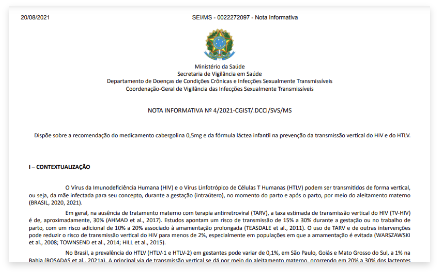 20/08/2021 SEI/MS - 0022272097 - Nota Informativa
Ministério da Saúde
Secretaria de Vigilância em Saúde
Departamento de Doenças de Condições Crônicas e Infecções Sexualmente Transmissíveis
Coordenação-Geral de Vigilância das Infecções Sexualmente Transmissíveis
NOTA INFORMATIVA Nº 4/2021-CGIST/.DCCI/SVS/MS
Dispõe sobre a recomendação do medicamento cabergolina 0,5mg e da fórmula láctea infantil na prevenção da transmissão vertical do HIV e do HTLV.
I – CONTEXTUALIZAÇÃO
O Vírus da Imunodeficiência Humana (HIV) e o Vírus Linfotrópico de Células T Humanas (HTLV) podem ser transmitidos de forma vertical,
ou seja, da mãe infectada para seu concepto, durante a gestação (intraútero), no momento do parto e após o parto, por meio do aleitamento materno
(BRASIL, 2020, 2021).
Em geral, na ausência de tratamento materno com terapia antirretroviral (TARV), a taxa estimada de transmissão vertical do HIV (TV-HIV)
é de, aproximadamente, 30% (AHMAD et al., 2017). Estudos apontam um risco de transmissão de 15% a 30% durante a gestação ou no trabalho de
parto, com um risco adicional de 10% a 20% associado à amamentação prolongada (TEASDALE et al., 2011). O uso da TARV e de outras intervenções
pode reduzir o risco de transmissão vertical do HIV para menos de 2%, especialmente em populações em que a amamentação é evitada (WARSZAWSKI
et al., 2008; TOWNSEND et al., 2014; HILL et al., 2015).
No Brasil, a prevalência do HTLV (HTLV-1 e HTLV-2) em gestantes pode variar de 0,1%, em São Paulo, Goiás e Mato Grosso do Sul, a 1% na
Bahia (ROSADAS et al., 2021a). A principal via de transmissão vertical se dá por meio do aleitamento materno, ocorrendo em 20% a 30% dos lactentes